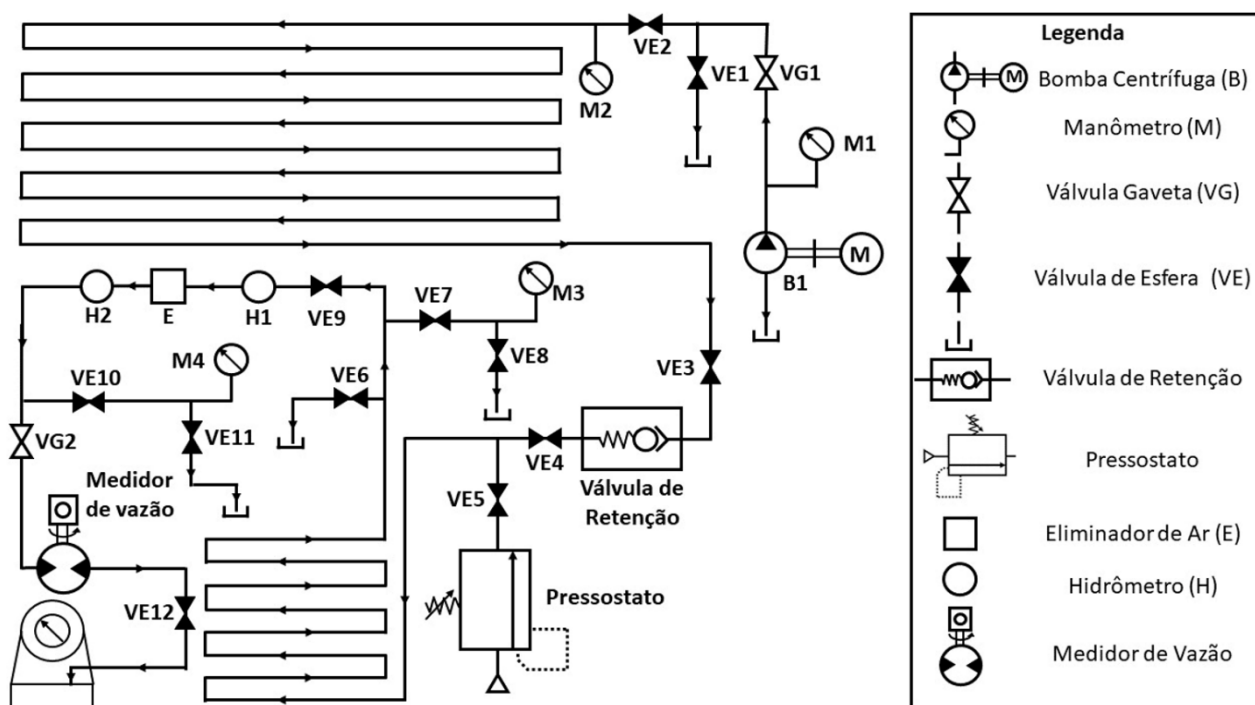 VE2
VE1
VG1
M2
M1
M
B1
H2
E
H1
VE9
VE7
M3
VE8
VE3
M4
VE10
VE6
VG2
VE11
VE4
Válvula de
Retenção
Medidor
de vazão
VE5
VE12
Pressostato
Legenda
M
Bomba Centrífuga (B)
Manômetro (M)
Válvula Gaveta (VG)
Válvula de Esfera (VE)
Válvula de Retenção
Pressostato
Eliminador de Ar (E)
Hidrômetro (H)
Medidor de Vazão